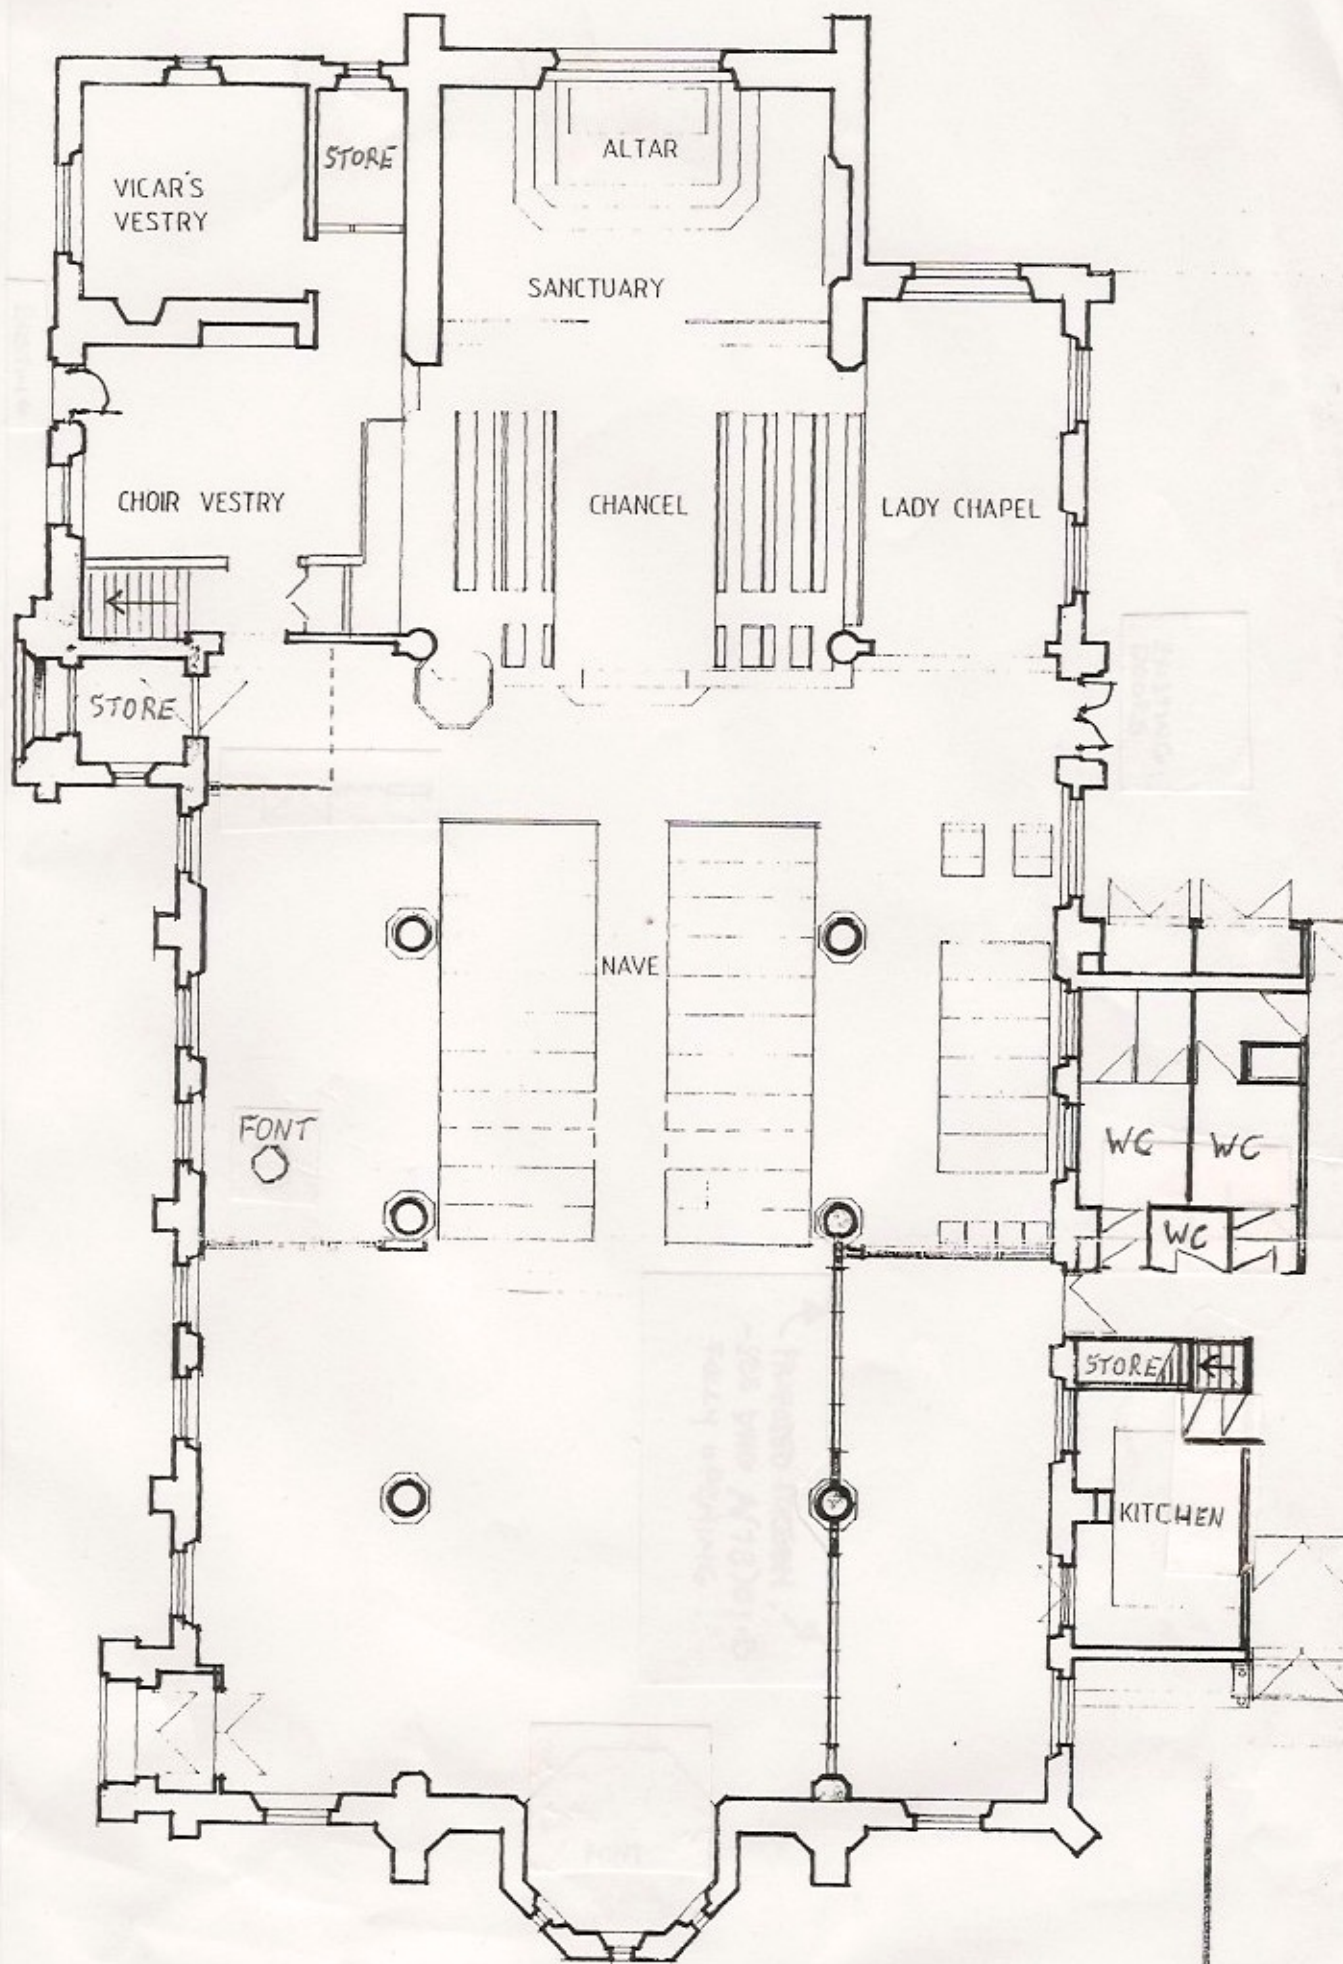 VICAR'S
VESTRY
STORE
ALTAR
SANCTUARY
CHOIR VESTRY
CHANCEL
LADY CHAPEL
STORE
NAVE
FONT
WC
WC
WC
STORE
KITCHEN